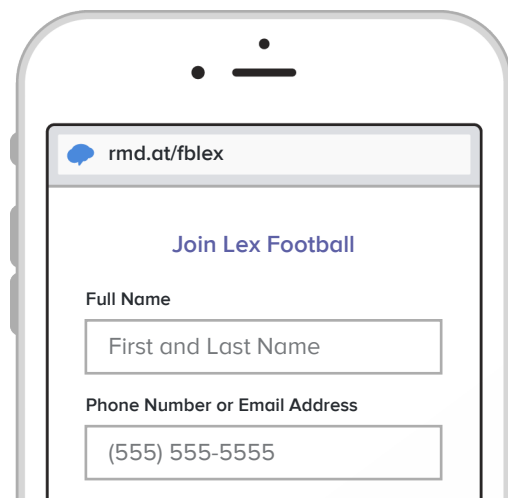 rmd.at/fblex
Join Lex Football
Full Name
First and Last Name
Phone Number or Email Address
(555) 555-5555